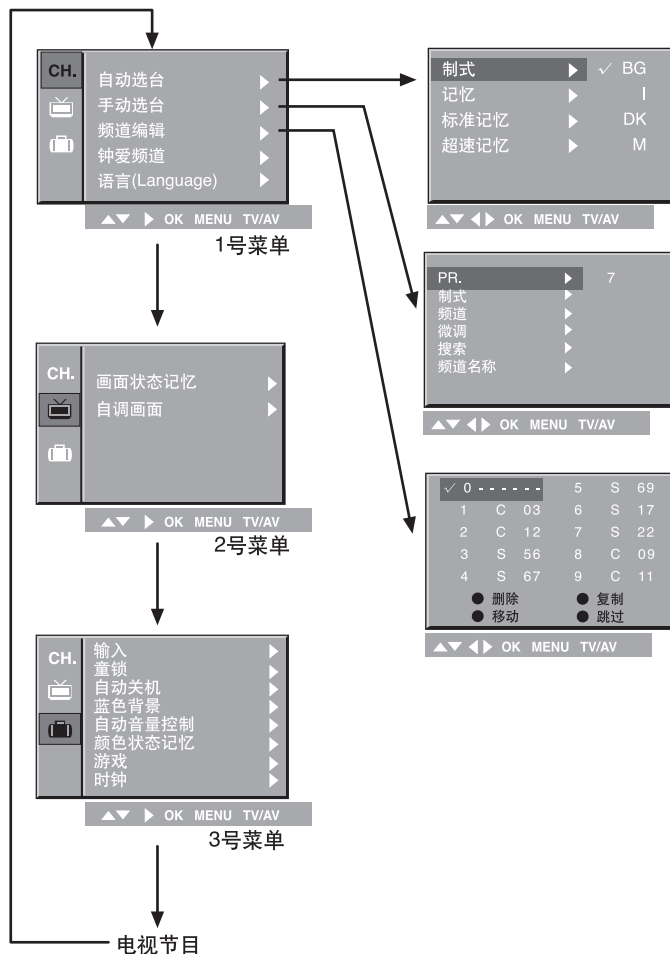 CH.
自动选台
手动选台
频道编辑
钟爱频道
语言(Language)
OK MENU TV/AV
1号菜单
制式 ✓ BG
记忆 I
标准记忆 DK
超速记忆 M
OK MENU TV/AV
PR. 7
制式
频道
微调
搜索
频道名称
OK MENU TV/AV
CH.
画面状态记忆
自调画面
OK MENU TV/AV
2号菜单
✓ 0 - - - - - - 5 S 69
1 C 03 6 S 17
2 C 12 7 S 22
3 S 56 8 C 09
4 S 67 9 C 11
● 删除 ● 复制
● 移动 ● 跳过
OK MENU TV/AV
CH.
输入
童锁
自动关机
蓝色背景
自动音量控制
颜色状态记忆
游戏
时钟
OK MENU TV/AV
3号菜单
电视节目